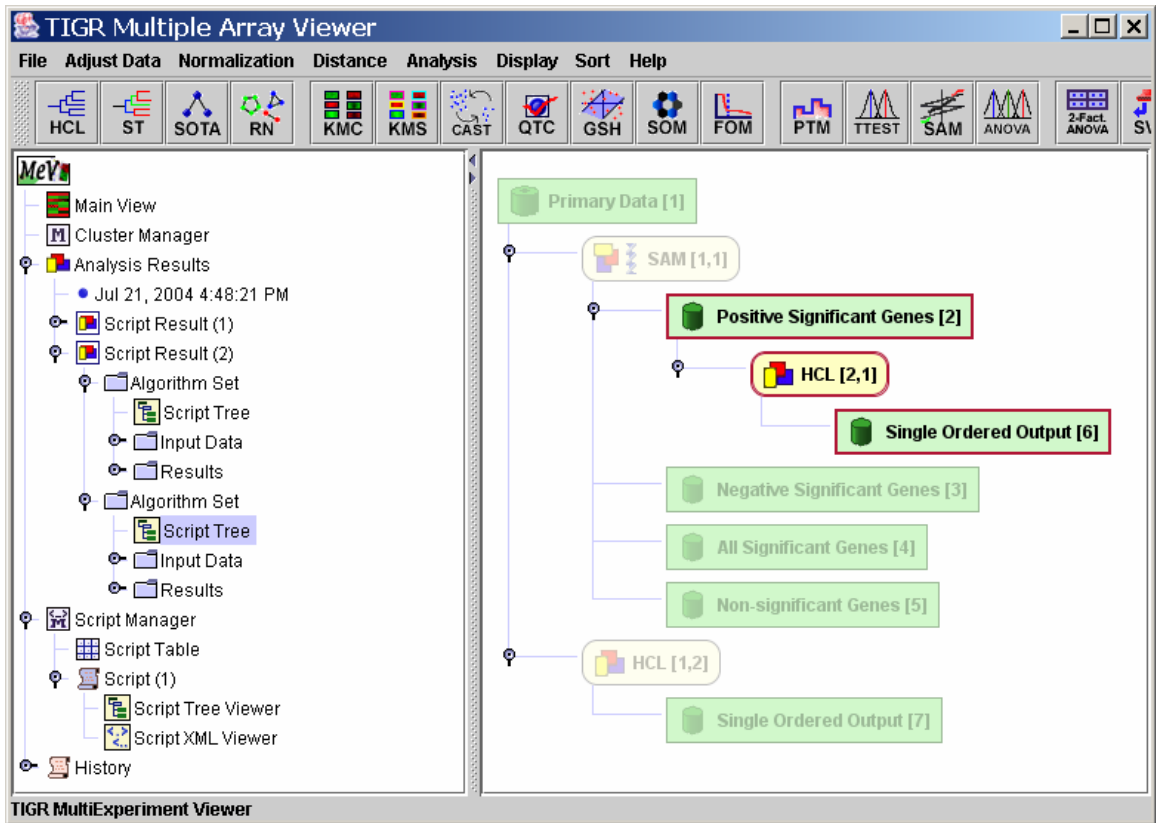 TIGR Multiple Array Viewer
File Adjust Data Normalization Distance Analysis Display Sort Help
HCL ST SOTA RN KMC KMS CAST QTC GSH SOM FOM PTM TTEST SAM ANOVA 2-Fact. ANOVA SV
MeV
Main View
M Cluster Manager
Analysis Results
Jul 21, 2004 4:48:21 PM
Script Result (1)
Script Result (2)
Algorithm Set
Script Tree
Input Data
Results
Algorithm Set
Script Tree
Input Data
Results
Script Manager
Script Table
Script (1)
Script Tree Viewer
Script XML Viewer
History
Primary Data [1]
SAM [1,1]
Positive Significant Genes [2]
HCL [2,1]
Single Ordered Output [6]
Negative Significant Genes [3]
All Significant Genes [4]
Non-significant Genes [5]
HCL [1,2]
Single Ordered Output [7]
TIGR MultiExperiment Viewer